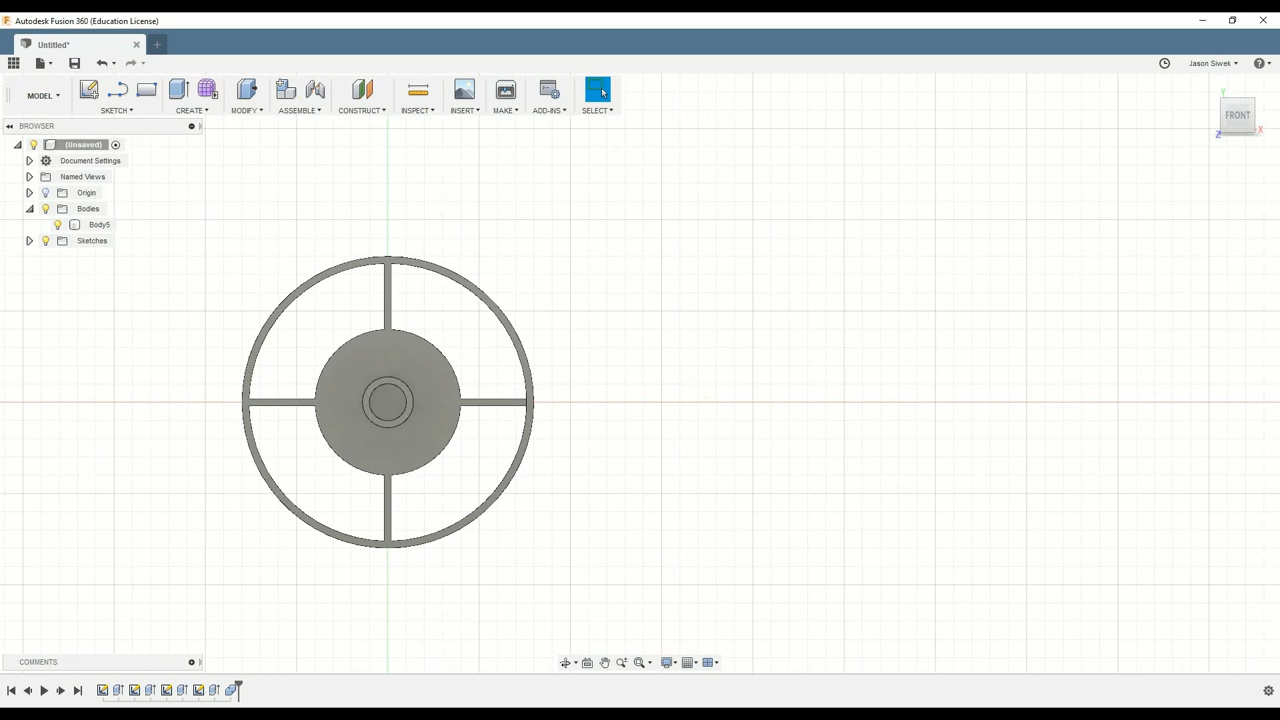 Autodesk Fusion 360 (Education License)
Untitled*
Jason Siwek
MODEL
SKETCH
CREATE
MODIFY
ASSEMBLE
CONSTRUCT
INSPECT
INSERT
MAKE
ADD-INS
SELECT
Y
FRONT
Z
X
BROWSER
(Unsaved)
Document Settings
Named Views
Origin
Bodies
Body5
Sketches
COMMENTS